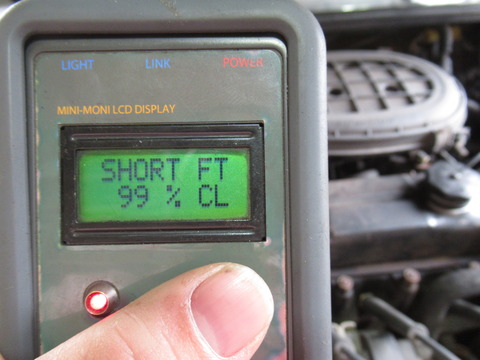 LIGHT LINK POWER
MINI-MONI LCD DISPLAY
SHORT FT
99 % CL